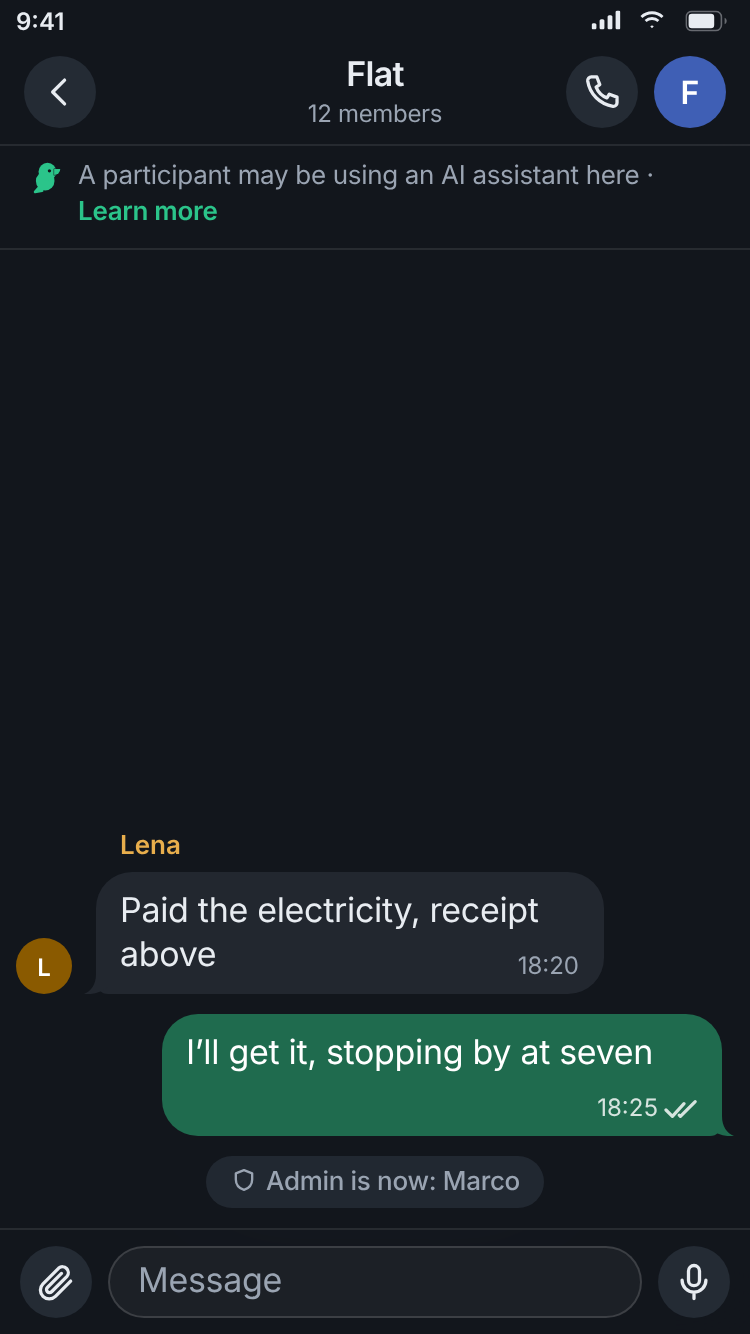 9:41
Flat
12 members
F
A participant may be using an AI assistant here ·
Learn more
Lena
Paid the electricity, receipt
above
18:20
L
I’ll get it, stopping by at seven
18:25
Admin is now: Marco
Message